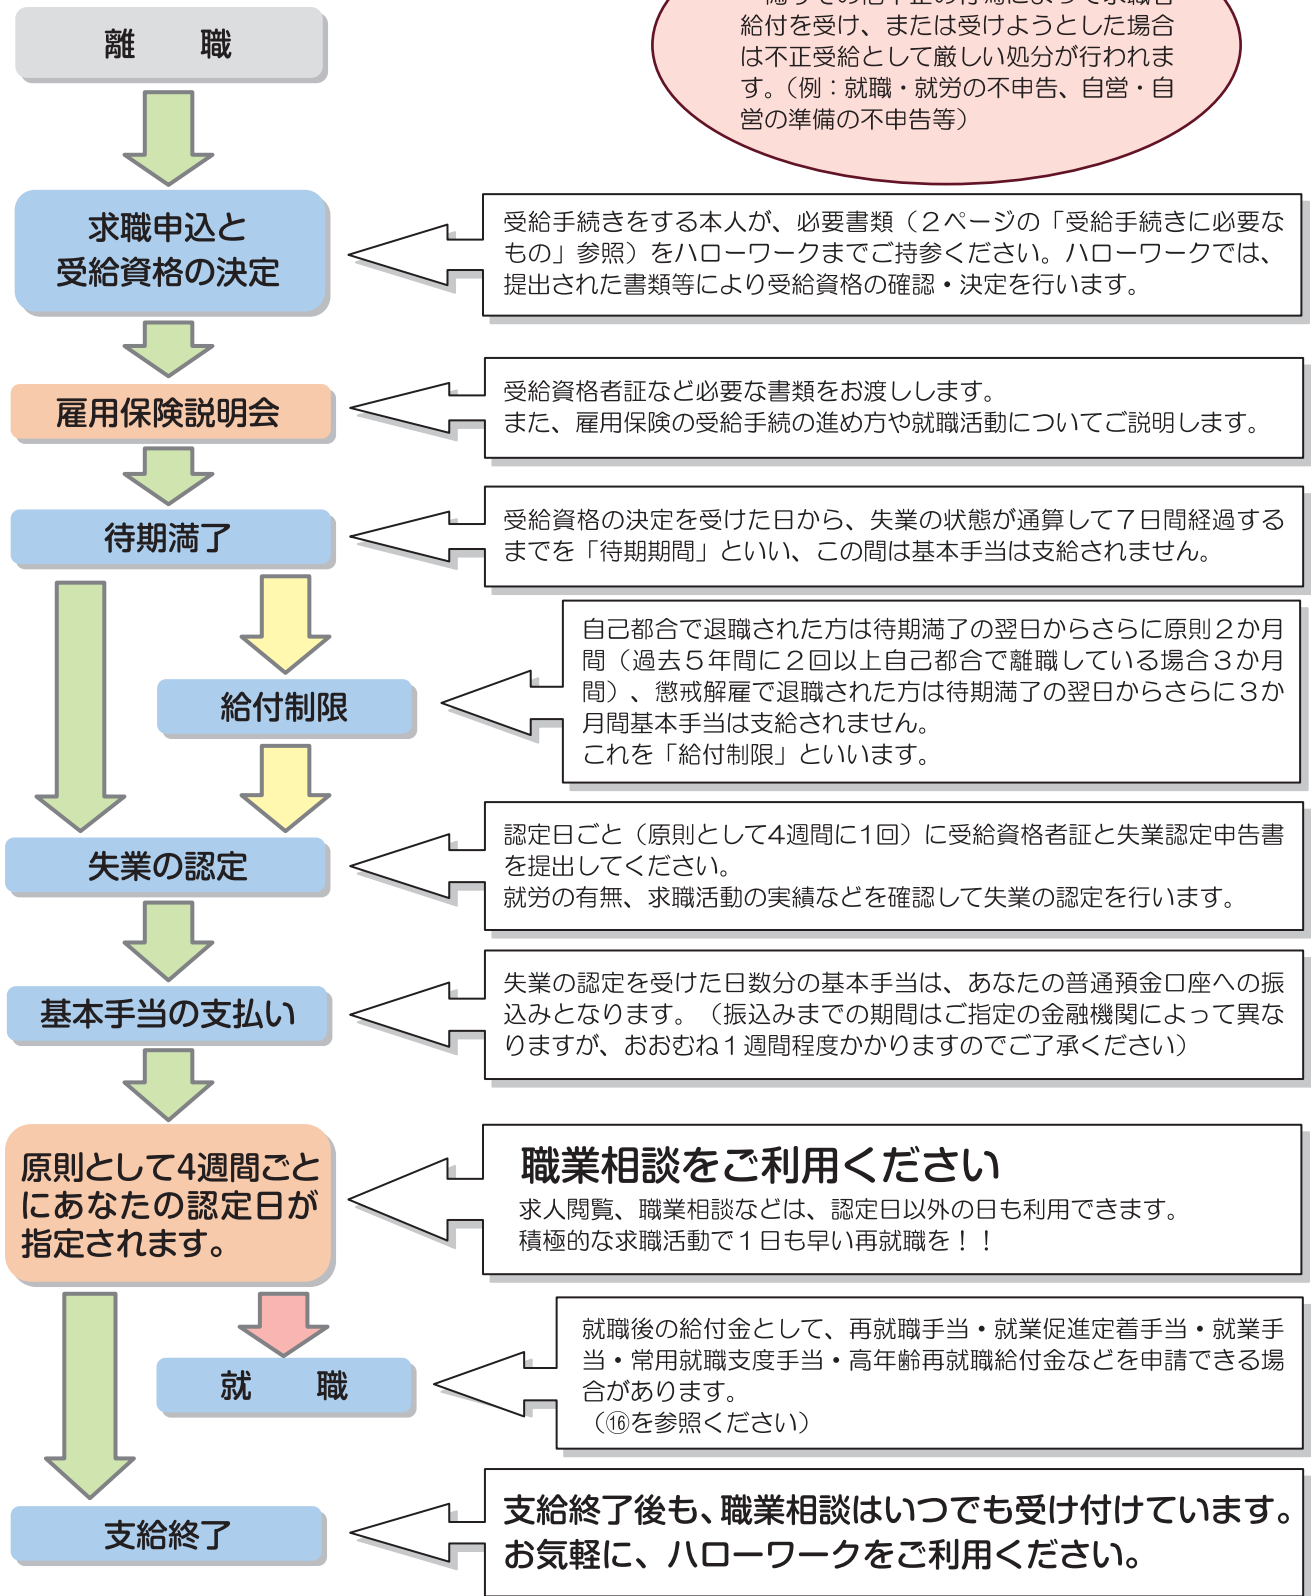 給付を受け、または受けようとした場合
は不正受給として厳しい処分が行われま
す。（例：就職・就労の不申告、自営・自
営の準備の不申告等）
離　職
求職申込と
受給資格の決定
受給手続きをする本人が、必要書類（２ページの「受給手続きに必要な
もの」参照）をハローワークまでご持参ください。ハローワークでは、
提出された書類等により受給資格の確認・決定を行います。
雇用保険説明会
受給資格者証など必要な書類をお渡しします。
また、雇用保険の受給手続の進め方や就職活動についてご説明します。
待期満了
受給資格の決定を受けた日から、失業の状態が通算して７日間経過する
までを「待期期間」といい、この間は基本手当は支給されません。
給付制限
自己都合で退職された方は待期満了の翌日からさらに原則２か月
間（過去５年間に２回以上自己都合で離職している場合３か月
間）、懲戒解雇で退職された方は待期満了の翌日からさらに３か
月間基本手当は支給されません。
これを「給付制限」といいます。
失業の認定
認定日ごと（原則として4週間に1回）に受給資格者証と失業認定申告書
を提出してください。
就労の有無、求職活動の実績などを確認して失業の認定を行います。
基本手当の支払い
失業の認定を受けた日数分の基本手当は、あなたの普通預金口座への振
込みとなります。（振込みまでの期間はご指定の金融機関によって異な
りますが、おおむね１週間程度かかりますのでご了承ください）
原則として4週間ごと
にあなたの認定日が
指定されます。
職業相談をご利用ください
求人閲覧、職業相談などは、認定日以外の日も利用できます。
積極的な求職活動で１日も早い再就職を！！
就　職
就職後の給付金として、再就職手当・就業促進定着手当・就業手
当・常用就職支度手当・高年齢再就職給付金などを申請できる場
合があります。
（⑯を参照ください）
支給終了
支給終了後も、職業相談はいつでも受け付けています。
お気軽に、ハローワークをご利用ください。